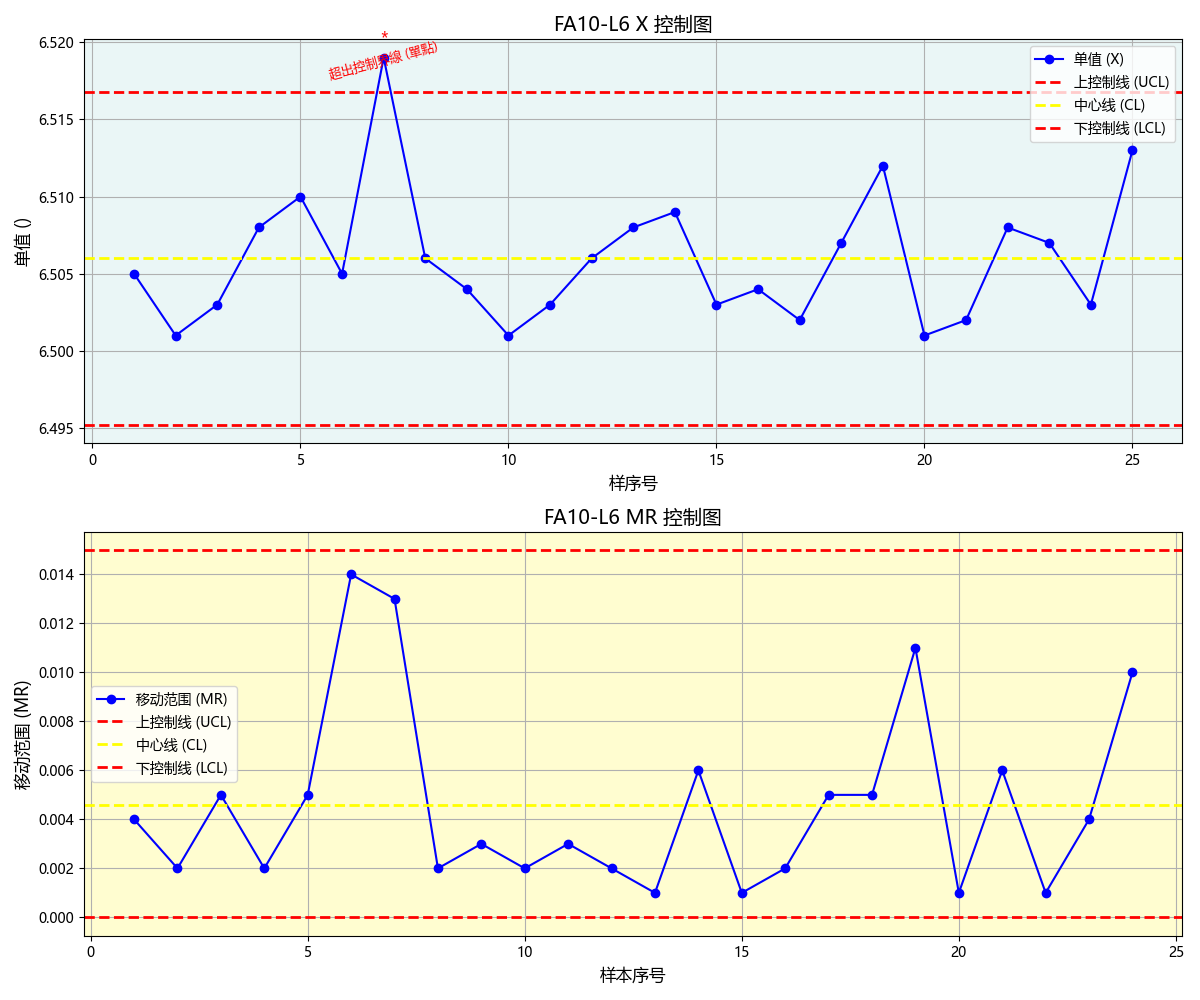 FA10-L6 X 控制图
*
超出控制界線 (單點)
6.520
6.515
6.510
6.505
6.500
6.495
单值 ()
单值 (X)
上控制线 (UCL)
中心线 (CL)
下控制线 (LCL)
0
5
10
15
20
25
样序号
FA10-L6 MR 控制图
0.014
0.012
0.010
0.008
0.006
0.004
0.002
0.000
移动范围 (MR)
移动范围 (MR)
上控制线 (UCL)
中心线 (CL)
下控制线 (LCL)
0
5
10
15
20
25
样本序号